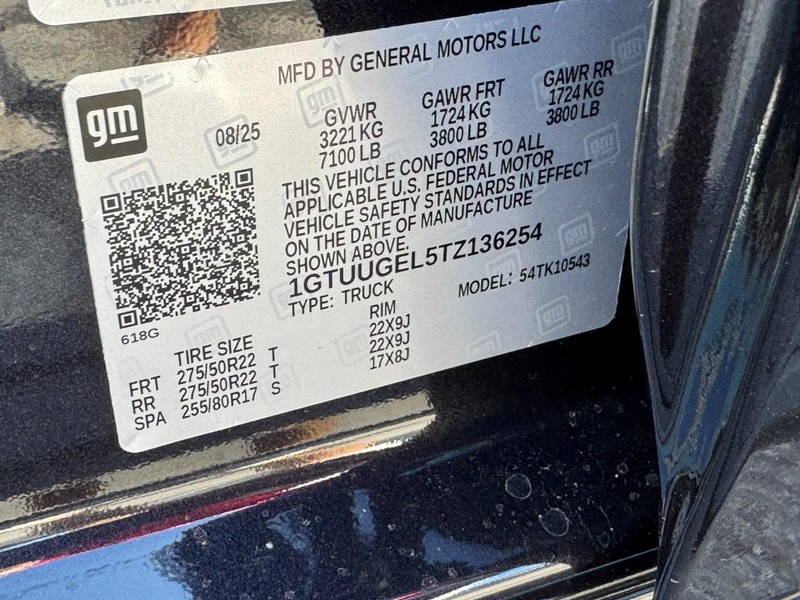 MFD BY GENERAL MOTORS LLC
gm
08/25
GVWR
3221 KG
7100 LB
GAWR FRT
1724 KG
3800 LB
GAWR RR
1724 KG
3800 LB
THIS VEHICLE CONFORMS TO ALL
APPLICABLE U.S. FEDERAL MOTOR
VEHICLE SAFETY STANDARDS IN EFFECT
ON THE DATE OF MANUFACTURE
SHOWN ABOVE.
1GTUUGEL5TZ136254
TYPE: TRUCK
MODEL: 54TK10543
618G
TIRE SIZE RIM
FRT 275/50R22 T 22X9J
RR 275/50R22 T 22X9J
SPA 255/80R17 S 17X8J